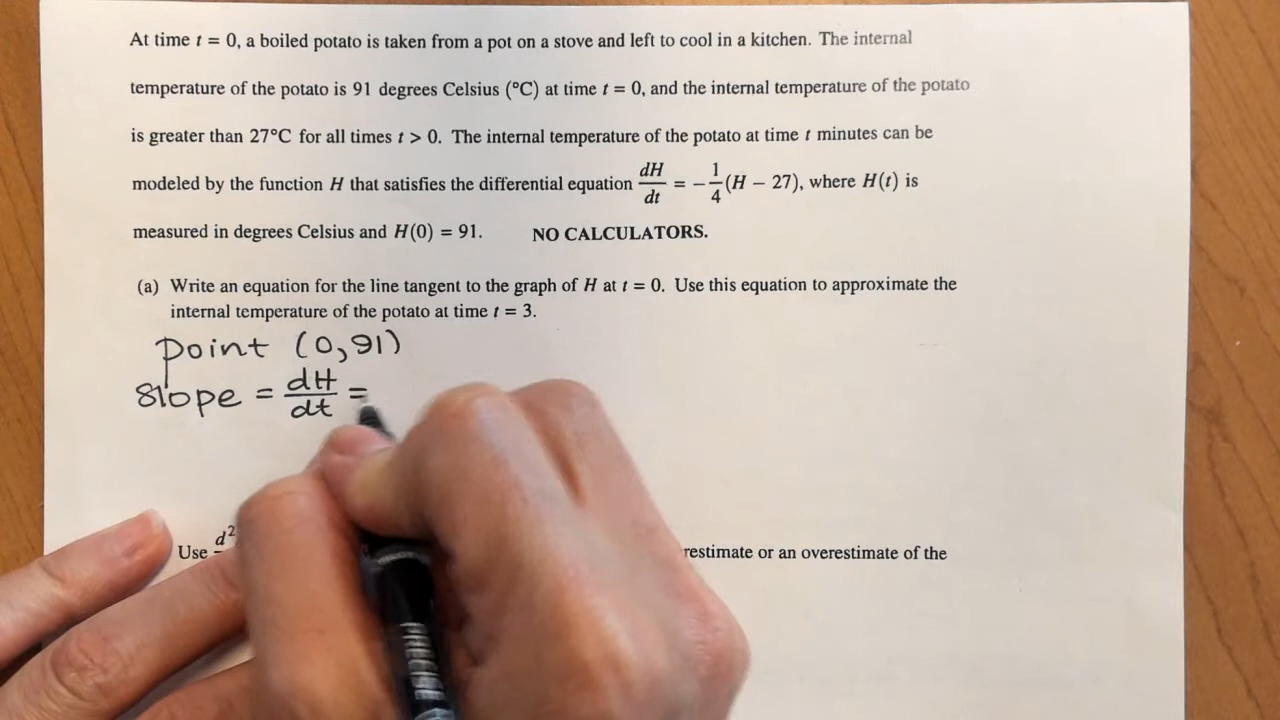 At time t = 0, a boiled potato is taken from a pot on a stove and left to cool in a kitchen. The internal
temperature of the potato is 91 degrees Celsius (°C) at time t = 0, and the internal temperature of the potato
is greater than 27°C for all times t > 0. The internal temperature of the potato at time t minutes can be
modeled by the function H that satisfies the differential equation dH/dt = −1/4(H − 27), where H(t) is
measured in degrees Celsius and H(0) = 91. NO CALCULATORS.
(a) Write an equation for the line tangent to the graph of H at t = 0. Use this equation to approximate the
internal temperature of the potato at time t = 3.
point (0,91)
slope = dH/dt =
Use d² restimate or an overestimate of the